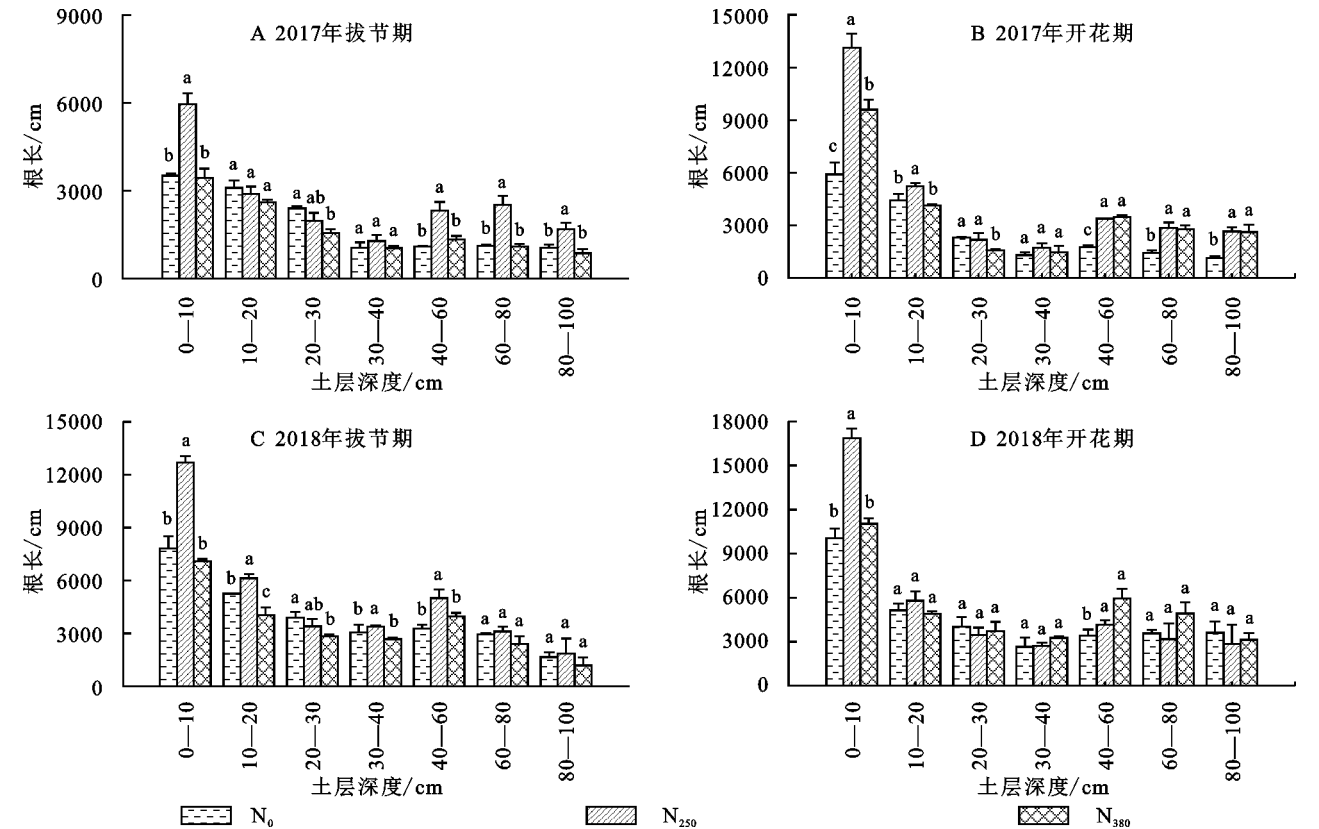 A 2017年拔节期
根长/cm
9000
6000
3000
0
b a b
a a a
a ab b
a a a
b a b
b a b
b a b
0—10
10—20
20—30
30—40
40—60
60—80
80—100
土层深度/cm
B 2017年开花期
根长/cm
15000
12000
9000
6000
3000
0
c a b
b a b
a a b
a a a
c a a
b a a
b a a
0—10
10—20
20—30
30—40
40—60
60—80
80—100
土层深度/cm
C 2018年拔节期
根长/cm
15000
12000
9000
6000
3000
0
b a b
b a c
a ab b
b a b
b a b
a a a
a a a
0—10
10—20
20—30
30—40
40—60
60—80
80—100
土层深度/cm
D 2018年开花期
根长/cm
18000
15000
12000
9000
6000
3000
0
b a b
a a a
a a a
a a a
b a a
a a a
a a a
0—10
10—20
20—30
30—40
40—60
60—80
80—100
土层深度/cm
N₀
N₂₅₀
N₃₈₀